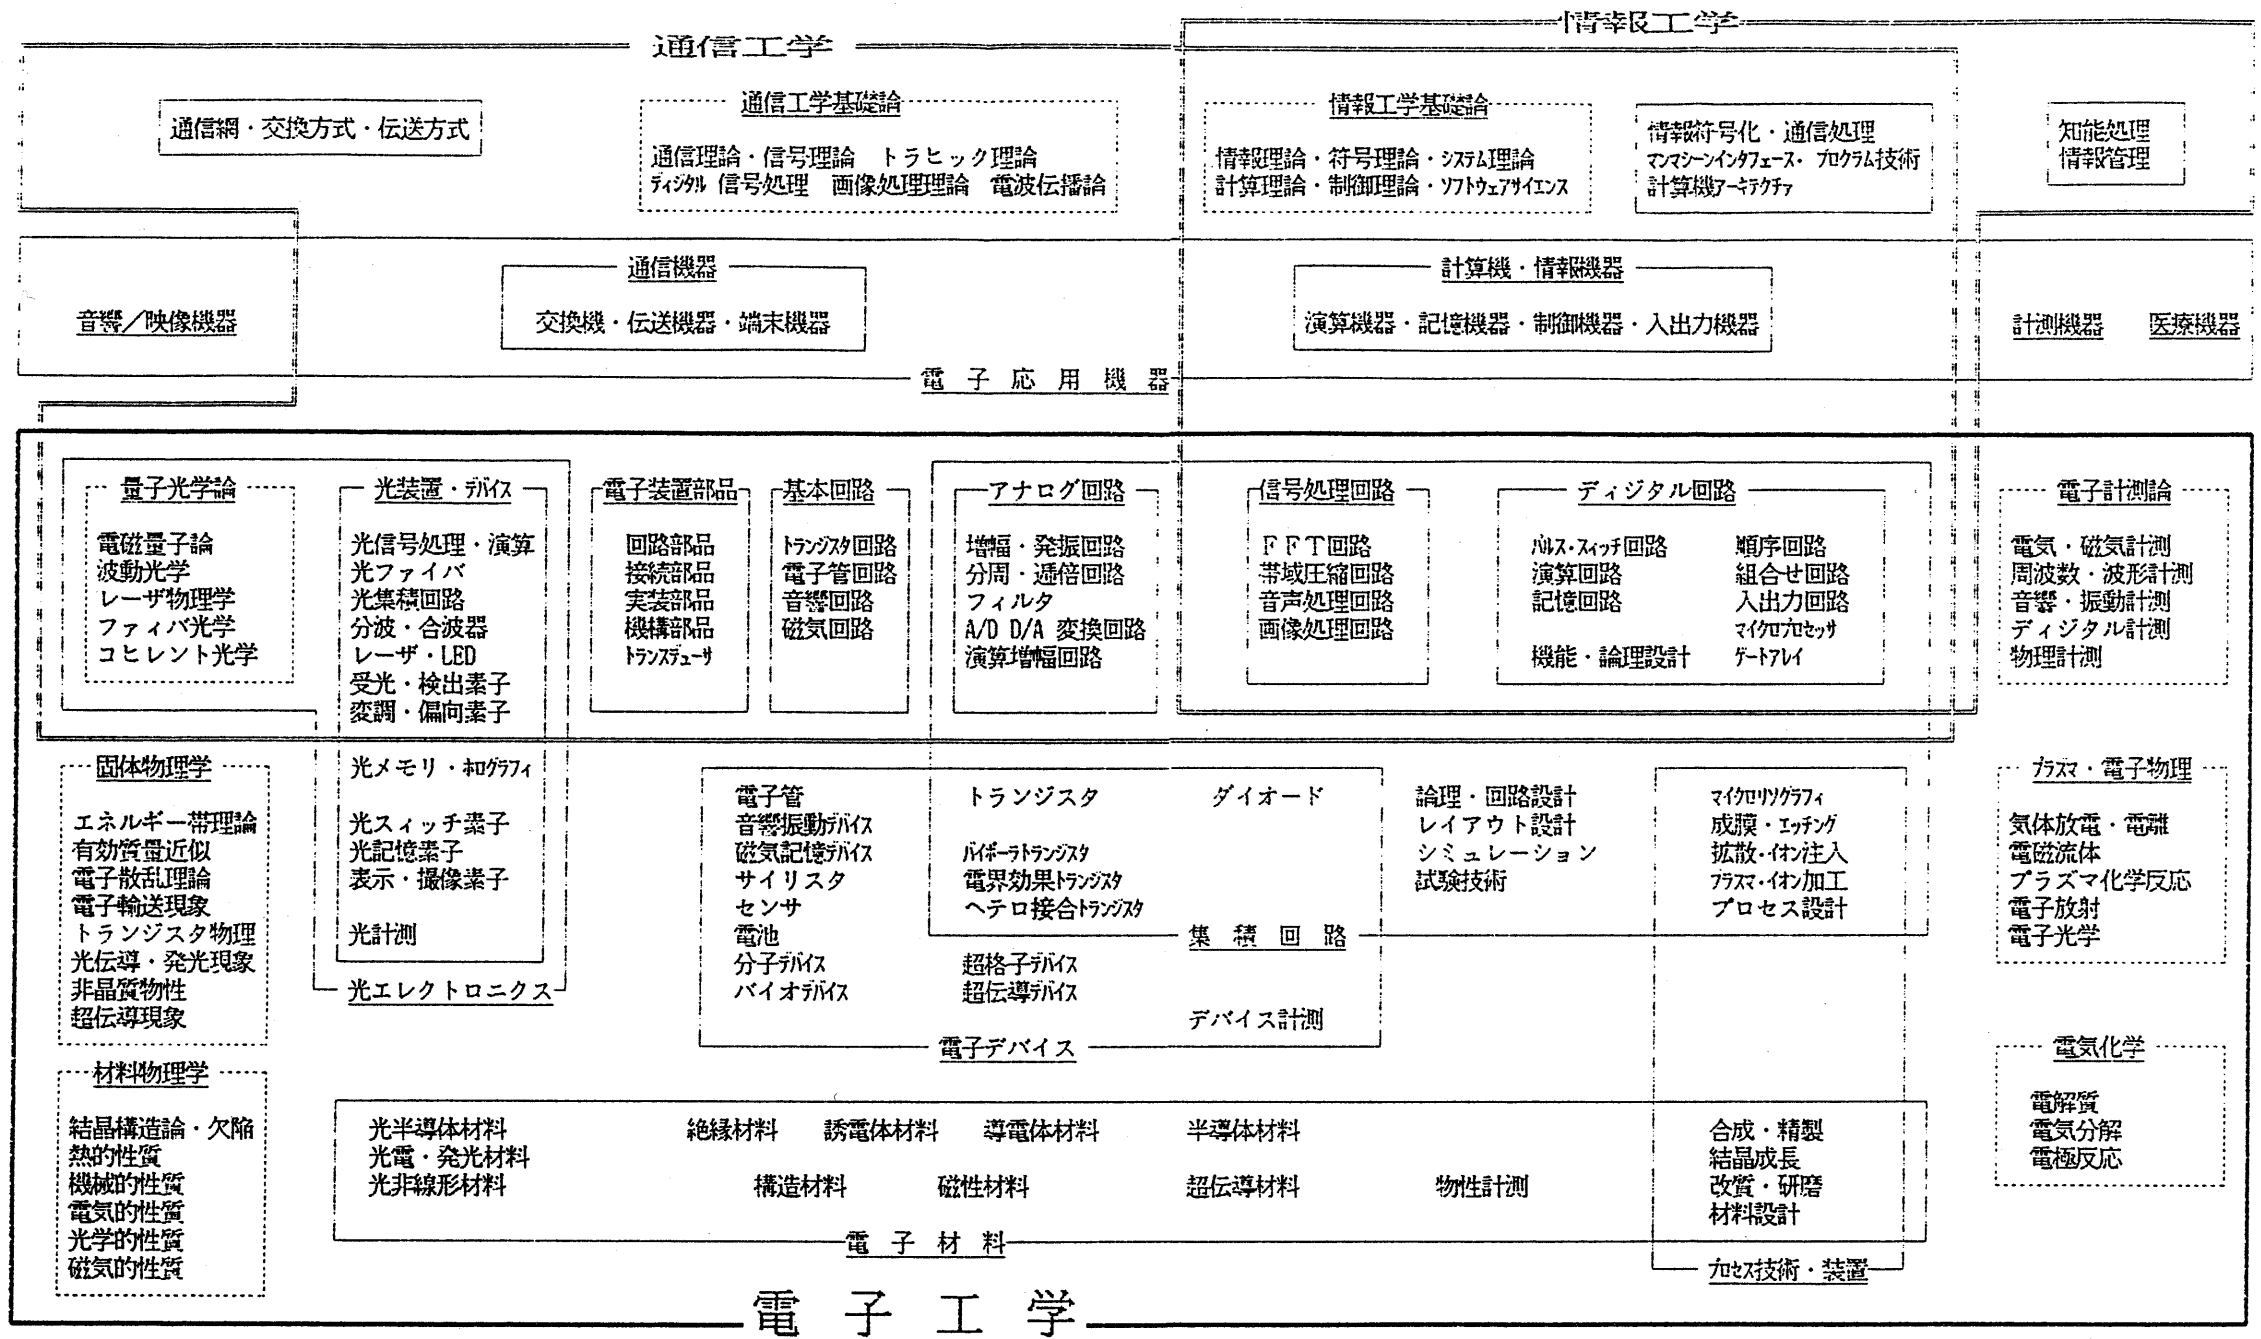 情報工学
通信工学
通信網・交換方式・伝送方式
通信工学基礎論
通信理論・信号理論 トラヒック理論
ディジタル 信号処理 画像処理理論 電波伝播論
情報工学基礎論
情報理論・符号理論・システム理論
計算理論・制御理論・ソフトウェアサイエンス
情報符号化・通信処理
マンマシーンインタフェース・プログラム技術
計算機アーキテクチァ
知能処理
情報管理
音響／映像機器
通信機器
交換機・伝送機器・端末機器
計算機・情報機器
演算機器・記憶機器・制御機器・入出力機器
計測機器 医療機器
電子応用機器
量子光学論
電磁量子論
波動光学
レーザ物理学
ファィバ光学
コヒレント光学
光装置・デバイス
光信号処理・演算
光ファイバ
光集積回路
分波・合波器
レーザ・LED
受光・検出素子
変調・偏向素子
光メモリ・ホログラフィ
光スィッチ素子
光記憶素子
表示・撮像素子
光計測
光エレクトロニクス
電子装置部品
回路部品
接続部品
実装部品
機構部品
トランスデューサ
基本回路
トランジスタ回路
電子管回路
音響回路
磁気回路
アナログ回路
増幅・発振回路
分周・逓倍回路
フィルタ
A/D D/A 変換回路
演算増幅回路
信号処理回路
ＦＦＴ回路
帯域圧縮回路
音声処理回路
画像処理回路
ディジタル回路
パルス・スィッチ回路 順序回路
演算回路 組合せ回路
記憶回路 入出力回路
マイクロプロセッサ
機能・論理設計 ゲートアレイ
電子計測論
電気・磁気計測
周波数・波形計測
音響・振動計測
ディジタル計測
物理計測
固体物理学
エネルギー帯理論
有効質量近似
電子散乱理論
電子輸送現象
トランジスタ物理
光伝導・発光現象
非晶質物性
超伝導現象
電子管 トランジスタ ダイオード
音響振動デバイス
磁気記憶デバイス バイポーラトランジスタ
サイリスタ 電界効果トランジスタ
センサ ヘテロ接合トランジスタ
電池
分子デバイス 超格子デバイス
バイオデバイス 超伝導デバイス
デバイス計測
電子デバイス
論理・回路設計
レイアウト設計
シミュレーション
試験技術
集積回路
マイクロリソグラフィ
成膜・エッチング
拡散・イオン注入
プラスマ・イオン加工
プロセス設計
プラスマ・電子物理
気体放電・電離
電磁流体
プラズマ化学反応
電子放射
電子光学
材料物理学
結晶構造論・欠陥
熱的性質
機械的性質
電気的性質
光学的性質
磁気的性質
光半導体材料 絶縁材料 誘電体材料 導電体材料 半導体材料
光電・発光材料
光非線形材料 構造材料 磁性材料 超伝導材料 物性計測
電子材料
合成・精製
結晶成長
改質・研磨
材料設計
プロセス技術・装置
電気化学
電解質
電気分解
電極反応
電子工学